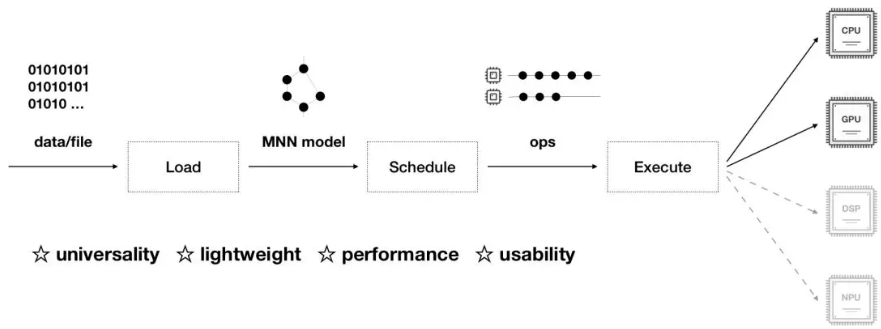 01010101
01010101
01010 ...
data/file
Load
MNN model
Schedule
ops
Execute
CPU
GPU
DSP
NPU
☆ universality ☆ lightweight ☆ performance ☆ usability